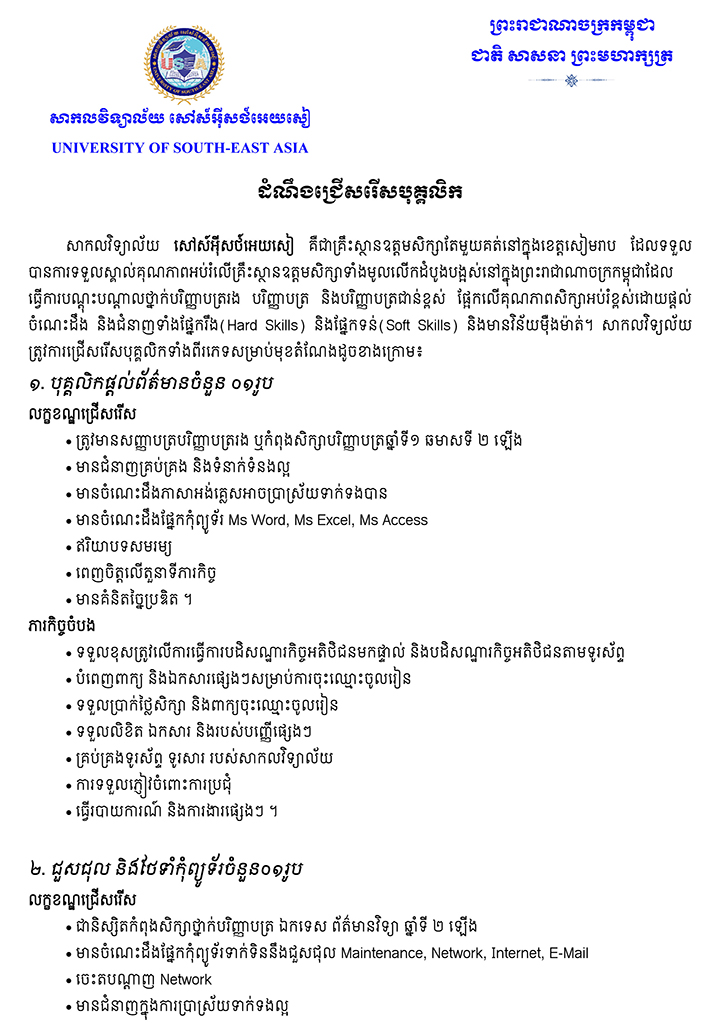 ព្រះរាជាណាចក្រកម្ពុជា
ជាតិ សាសនា ព្រះមហាក្សត្រ
USEA
UNIVERSITY OF SOUTH-EAST ASIA
សាកលវិទ្យាល័យ សៅស៍អ៊ីសថ៍អេយសៀ
UNIVERSITY OF SOUTH-EAST ASIA
ដំណឹងជ្រើសរើសបុគ្គលិក
សាកលវិទ្យាល័យ សៅស៍អ៊ីសថ៍អេយសៀ គឺជាគ្រឹះស្ថានឧត្តមសិក្សាតែមួយគត់នៅក្នុងខេត្តសៀមរាប ដែលទទួល
បានការទទួលស្គាល់គុណភាពអប់រំលើគ្រឹះស្ថានឧត្តមសិក្សាទាំងមូលលើកដំបូងបង្អស់នៅក្នុងព្រះរាជាណាចក្រកម្ពុជាដែល
ធ្វើការបណ្តុះបណ្តាលថ្នាក់បរិញ្ញាបត្ររង បរិញ្ញាបត្រ និងបរិញ្ញាបត្រជាន់ខ្ពស់ ផ្អែកលើគុណភាពសិក្សាអប់រំខ្ពស់ដោយផ្តល់
ចំណេះដឹង និងជំនាញទាំងផ្នែករឹង(Hard Skills) និងផ្នែកទន់(Soft Skills) និងមានវិន័យម៉ឺងម៉ាត់។ សាកលវិទ្យល័យ
ត្រូវការជ្រើសរើសបុគ្គលិកទាំងពីរភេទសម្រាប់មុខតំណែងដូចខាងក្រោម៖
១. បុគ្គលិកផ្តល់ព័ត៌មានចំនួន ០១រូប
លក្ខខណ្ឌជ្រើសរើស
• ត្រូវមានសញ្ញាបត្របរិញ្ញាបត្ររង ឬកំពុងសិក្សាបរិញ្ញាបត្រឆ្នាំទី១ ឆមាសទី ២ ឡើង
• មានជំនាញគ្រប់គ្រង និងទំនាក់ទំនងល្អ
• មានចំណេះដឹងភាសាអង់គ្លេសអាចប្រាស្រ័យទាក់ទងបាន
• មានចំណេះដឹងផ្នែកកុំព្យូទ័រ Ms Word, Ms Excel, Ms Access
• ឥរិយាបទសមរម្យ
• ពេញចិត្តលើតួនាទីភារកិច្ច
• មានគំនិតច្នៃប្រឌិត ។
ភារកិច្ចចំបង
• ទទួលខុសត្រូវលើការធ្វើការបដិសណ្ឋារកិច្ចអតិថិជនមកផ្ទាល់ និងបដិសណ្ឋារកិច្ចអតិថិជនតាមទូរស័ព្ទ
• បំពេញពាក្យ និងឯកសារផ្សេងៗសម្រាប់ការចុះឈ្មោះចូលរៀន
• ទទួលប្រាក់ថ្លៃសិក្សា និងពាក្យចុះឈ្មោះចូលរៀន
• ទទួលលិខិត ឯកសារ និងរបស់បញ្ញើផ្សេងៗ
• គ្រប់គ្រងទូរស័ព្ទ ទូរសារ របស់សាកលវិទ្យាល័យ
• ការទទួលភ្ញៀវចំពោះការប្រជុំ
• ធ្វើរបាយការណ៍ និងការងារផ្សេងៗ ។
២. ជួសជុល និងថែទាំកុំព្យូទ័រចំនួន០១រូប
លក្ខខណ្ឌជ្រើសរើស
• ជានិស្សិតកំពុងសិក្សាថ្នាក់បរិញ្ញាបត្រ ឯកទេស ព័ត៌មានវិទ្យា ឆ្នាំទី ២ ឡើង
• មានចំណេះដឹងផ្នែកកុំព្យូទ័រទាក់ទិននឹងជួសជុល Maintenance, Network, Internet, E-Mail
• ចេះតបណ្តាញ Network
• មានជំនាញក្នុងការប្រាស្រ័យទាក់ទងល្អ